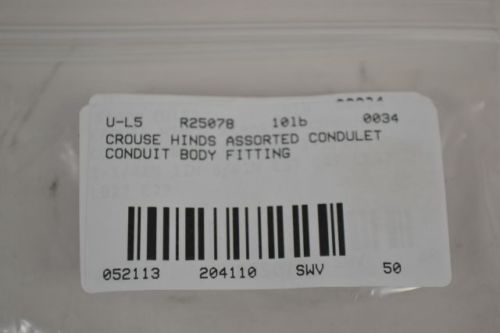 U-L5 R25078 10lb 0034
CROUSE HINDS ASSORTED CONDULET
CONDUIT BODY FITTING
052113 204110 SWV 50